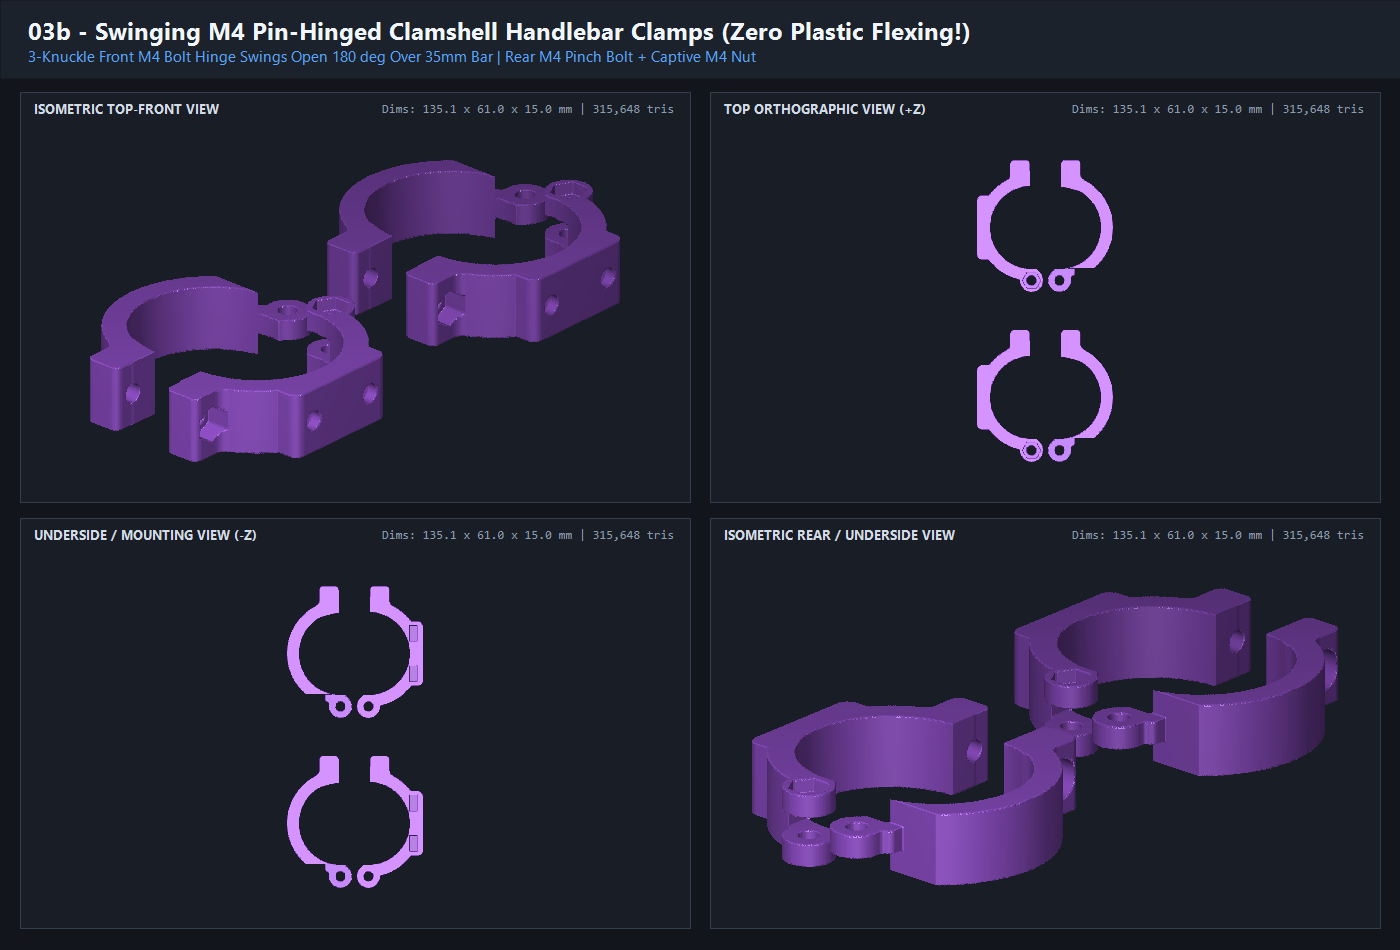 03b - Swinging M4 Pin-Hinged Clamshell Handlebar Clamps (Zero Plastic Flexing!)
3-Knuckle Front M4 Bolt Hinge Swings Open 180 deg Over 35mm Bar | Rear M4 Pinch Bolt + Captive M4 Nut
ISOMETRIC TOP-FRONT VIEW
Dims: 135.1 x 61.0 x 15.0 mm | 315,648 tris
TOP ORTHOGRAPHIC VIEW (+Z)
Dims: 135.1 x 61.0 x 15.0 mm | 315,648 tris
UNDERSIDE / MOUNTING VIEW (-Z)
Dims: 135.1 x 61.0 x 15.0 mm | 315,648 tris
ISOMETRIC REAR / UNDERSIDE VIEW
Dims: 135.1 x 61.0 x 15.0 mm | 315,648 tris